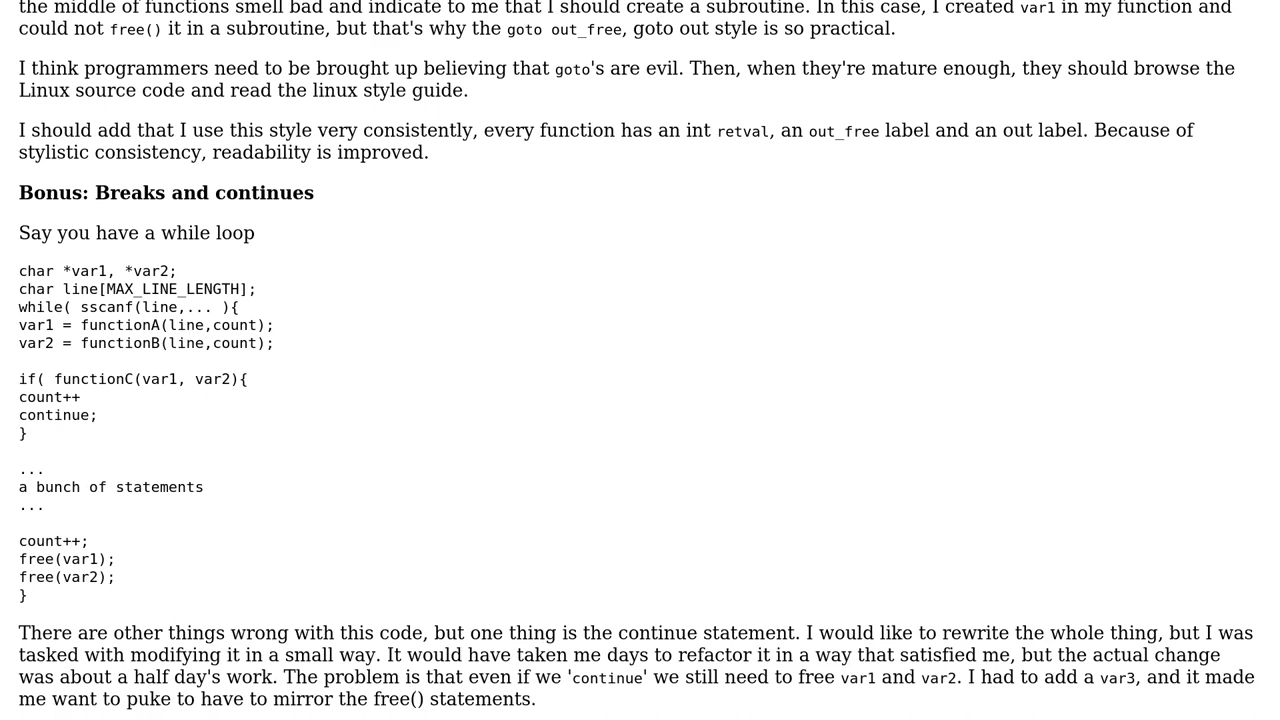 the middle of functions smell bad and indicate to me that I should create a subroutine. In this case, I created var1 in my function and
could not free() it in a subroutine, but that's why the goto out_free, goto out style is so practical.
I think programmers need to be brought up believing that goto's are evil. Then, when they're mature enough, they should browse the
Linux source code and read the linux style guide.
I should add that I use this style very consistently, every function has an int retval, an out_free label and an out label. Because of
stylistic consistency, readability is improved.
Bonus: Breaks and continues
Say you have a while loop
char *var1, *var2;
char line[MAX_LINE_LENGTH];
while( sscanf(line,... ){
var1 = functionA(line,count);
var2 = functionB(line,count);
if( functionC(var1, var2){
count++
continue;
}
...
a bunch of statements
...
count++;
free(var1);
free(var2);
}
There are other things wrong with this code, but one thing is the continue statement. I would like to rewrite the whole thing, but I was
tasked with modifying it in a small way. It would have taken me days to refactor it in a way that satisfied me, but the actual change
was about a half day's work. The problem is that even if we 'continue' we still need to free var1 and var2. I had to add a var3, and it made
me want to puke to have to mirror the free() statements.